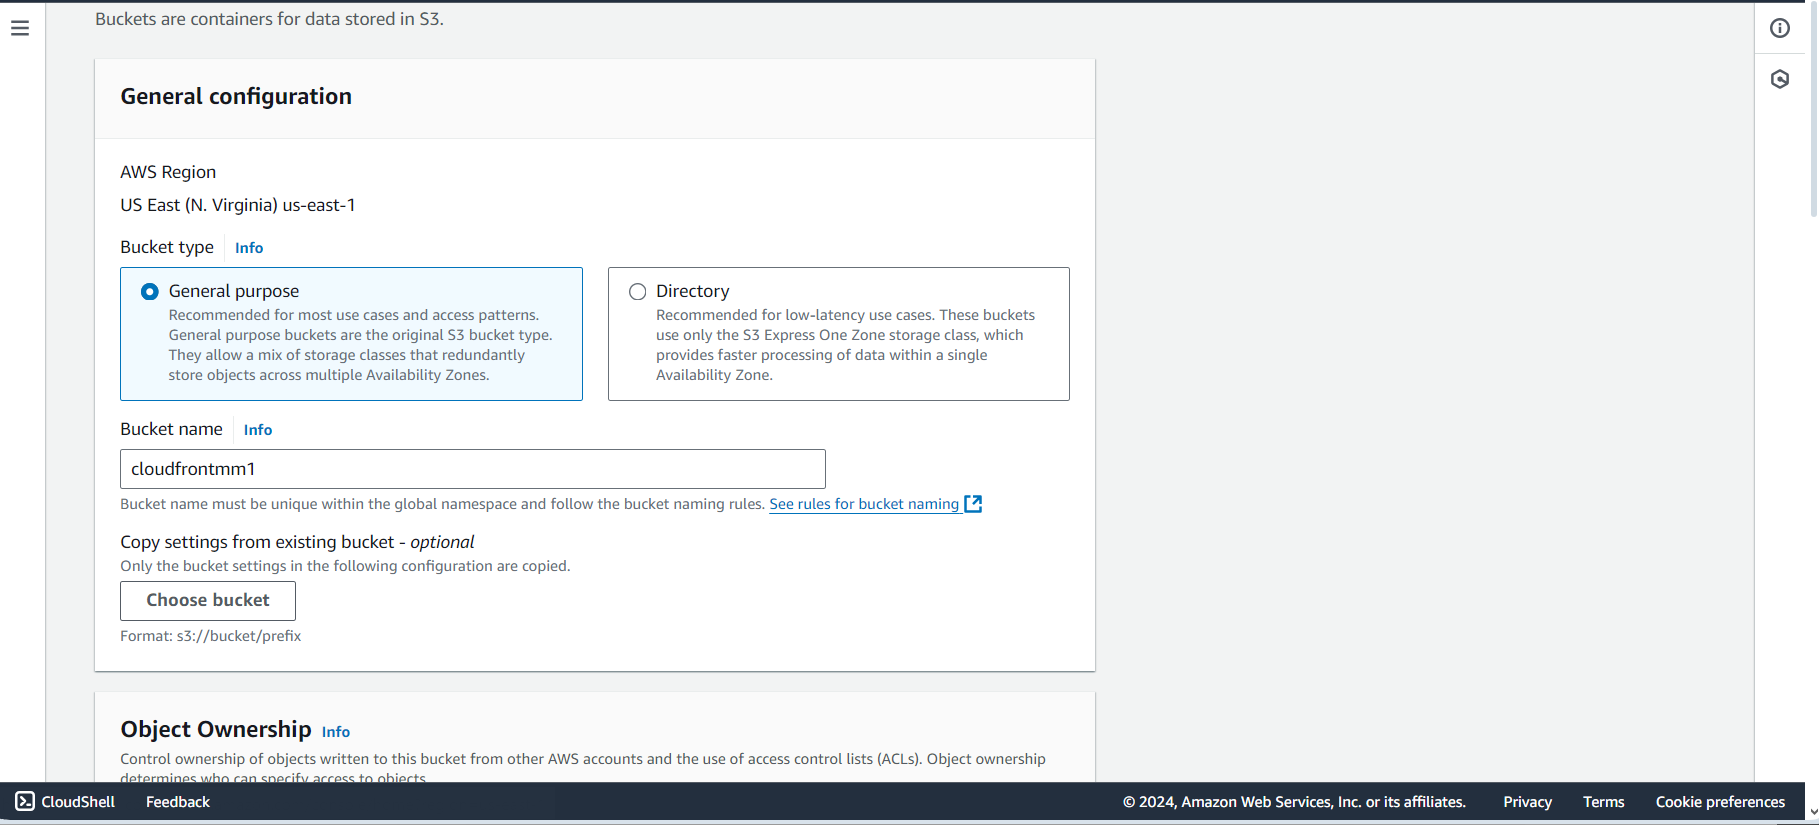 Buckets are containers for data stored in S3.
General configuration
AWS Region
US East (N. Virginia) us-east-1
Bucket type Info
General purpose
Recommended for most use cases and access patterns.
General purpose buckets are the original S3 bucket type.
They allow a mix of storage classes that redundantly
store objects across multiple Availability Zones.
Directory
Recommended for low-latency use cases. These buckets
use only the S3 Express One Zone storage class, which
provides faster processing of data within a single
Availability Zone.
Bucket name Info
cloudfrontmm1
Bucket name must be unique within the global namespace and follow the bucket naming rules. See rules for bucket naming
Copy settings from existing bucket - optional
Only the bucket settings in the following configuration are copied.
Choose bucket
Format: s3://bucket/prefix
Object Ownership Info
Control ownership of objects written to this bucket from other AWS accounts and the use of access control lists (ACLs). Object ownership
determines who can specify access to objects.
CloudShell Feedback © 2024, Amazon Web Services, Inc. or its affiliates. Privacy Terms Cookie preferences